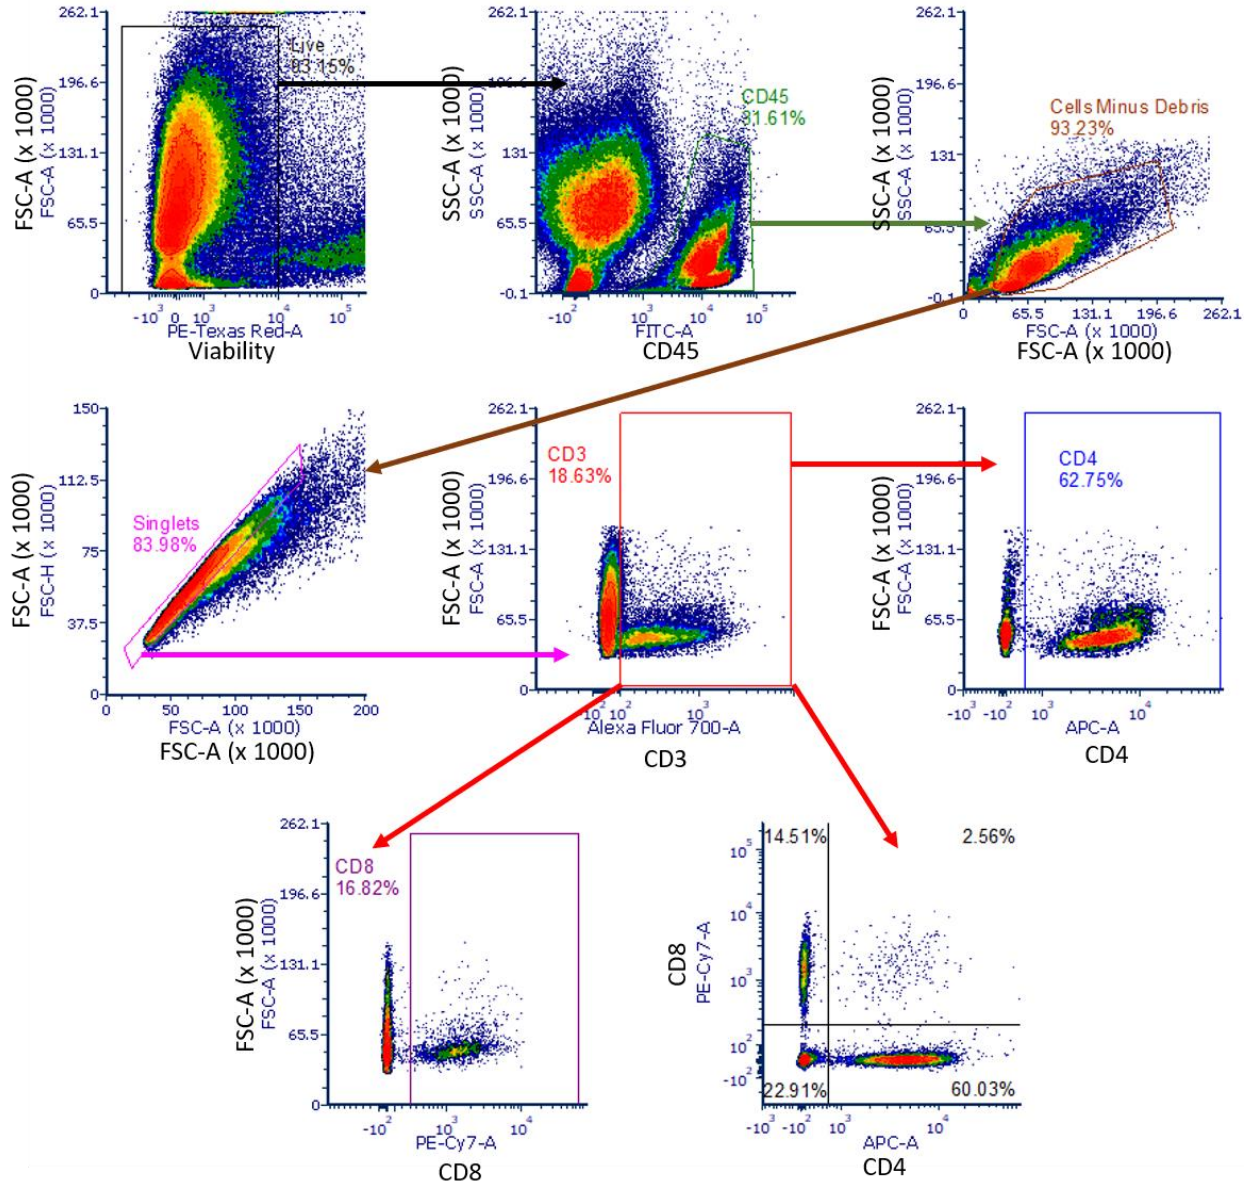 262.1
196.6
131.1
65.5
0
FSC-A (x 1000)
FSC-A (x 1000)
Live
93.15%
-10³ 0 10³ 10⁴ 10⁵
PE-Texas Red-A
Viability
262.1
196.6
131
65.5
-0.1
SSC-A (x 1000)
SSC-A (x 1000)
CD45
31.61%
-10² 10³ 10⁴ 10⁵
FITC-A
CD45
262.1
196.6
131
65.5
-0.1
SSC-A (x 1000)
SSC-A (x 1000)
Cells Minus Debris
93.23%
0 65.5 131.1 196.6 262.1
FSC-A (x 1000)
FSC-A (x 1000)
150
112.5
75
37.5
0
FSC-A (x 1000)
FSC-H (x 1000)
Singlets
83.98%
0 50 100 150 200
FSC-A (x 1000)
FSC-A (x 1000)
262.1
196.6
131.1
65.5
0
FSC-A (x 1000)
FSC-A (x 1000)
CD3
18.63%
10² 10² 10³
Alexa Fluor 700-A
CD3
262.1
196.6
131.1
65.5
0
FSC-A (x 1000)
FSC-A (x 1000)
CD4
62.75%
-10³ -10² 10³ 10⁴
APC-A
CD4
262.1
196.6
131.1
65.5
0
FSC-A (x 1000)
FSC-A (x 1000)
CD8
16.82%
-10² 10³ 10⁴
PE-Cy7-A
CD8
14.51% 2.56%
10⁵
10⁴
10³
10²
-10²
CD8
PE-Cy7-A
22.91% 60.03%
-10³ -10² 10³ 10⁴
APC-A
CD4